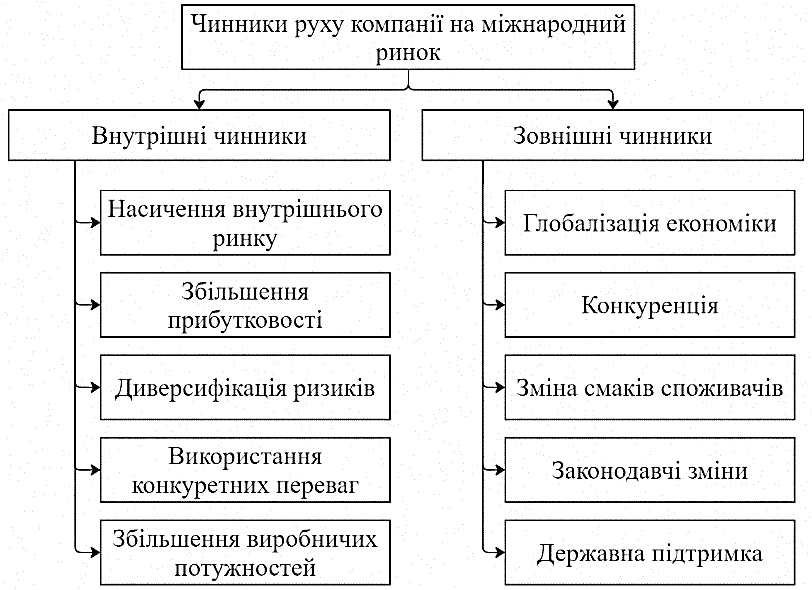 Чинники руху компанії на міжнародний
ринок
Внутрішні чинники
Насичення внутрішнього
ринку
Збільшення
прибутковості
Диверсифікація ризиків
Використання
конкуретних переваг
Збільшення виробничих
потужностей
Зовнішні чинники
Глобалізація економіки
Конкуренція
Зміна смаків споживачів
Законодавчі зміни
Державна підтримка